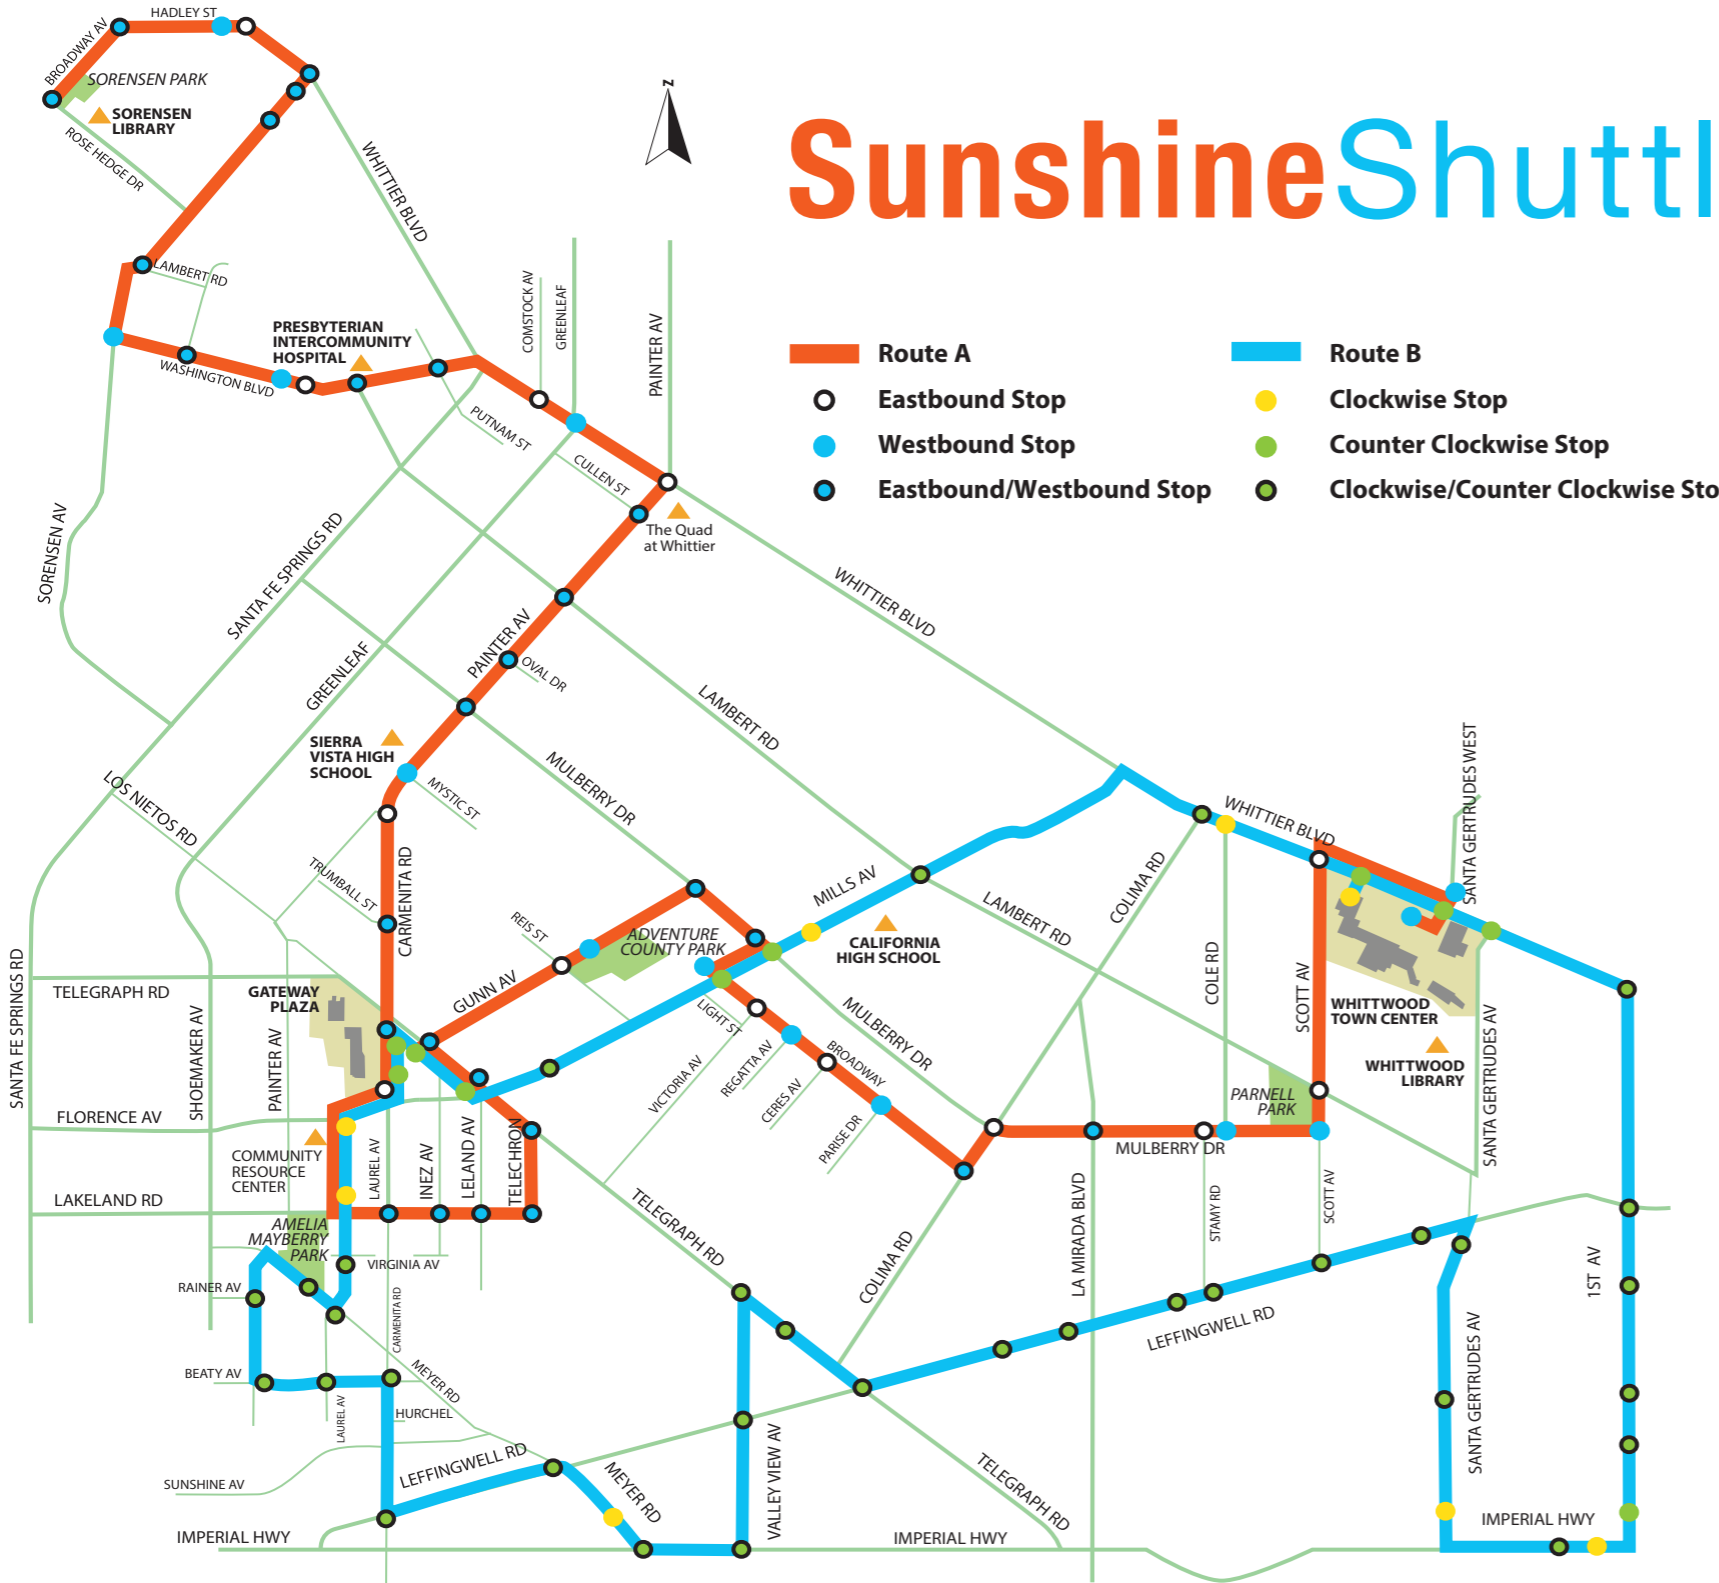 HADLEY ST
BROADWAY AV
SORENSEN PARK
SORENSEN
LIBRARY
ROSE HEDGE DR
WHITTIER BLVD
z
SunshineShuttl
LAMBERT RD
PRESBYTERIAN
INTERCOMMUNITY
HOSPITAL
WASHINGTON BLVD
COMSTOCK AV
GREENLEAF
PAINTER AV
Route A
Eastbound Stop
Westbound Stop
Eastbound/Westbound Stop
Route B
Clockwise Stop
Counter Clockwise Stop
Clockwise/Counter Clockwise Sto
PUTNAM ST
CULLEN ST
The Quad
at Whittier
SORENSEN AV
SANTA FE SPRINGS RD
GREENLEAF
PAINTER AV
OVAL DR
WHITTIER BLVD
LAMBERT RD
SIERRA
VISTA HIGH
SCHOOL
MYSTIC ST
MULBERRY DR
LOS NIETOS RD
TRUMBALL ST
CARMENITA RD
REIS ST
ADVENTURE
COUNTY PARK
GUNN AV
MILLS AV
CALIFORNIA
HIGH SCHOOL
LAMBERT RD
COLIMA RD
WHITTIER BLVD
SANTA GERTRUDES WEST
COLE RD
SCOTT AV
WHITTWOOD
TOWN CENTER
WHITTWOOD
LIBRARY
SANTA GERTRUDES AV
SANTA FE SPRINGS RD
TELEGRAPH RD
GATEWAY
PLAZA
SHOEMAKER AV
PAINTER AV
LIGHT ST
VICTORIA AV
REGATTA AV
CERES AV
BROADWAY
PARISE DR
MULBERRY DR
PARNELL
PARK
MULBERRY DR
FLORENCE AV
COMMUNITY
RESOURCE
CENTER
LAUREL AV
INEZ AV
LELAND AV
TELECHRON
LAKELAND RD
AMELIA
MAYBERRY
PARK
VIRGINIA AV
TELEGRAPH RD
COLIMA RD
LA MIRADA BLVD
STAMY RD
SCOTT AV
LEFFINGWELL RD
1ST AV
RAINER AV
CARMENITA RD
BEATY AV
MEYER RD
LAUREL AV
HURCHEL
LEFFINGWELL RD
SUNSHINE AV
MEYER RD
VALLEY VIEW AV
TELEGRAPH RD
SANTA GERTRUDES AV
IMPERIAL HWY
IMPERIAL HWY
IMPERIAL HWY